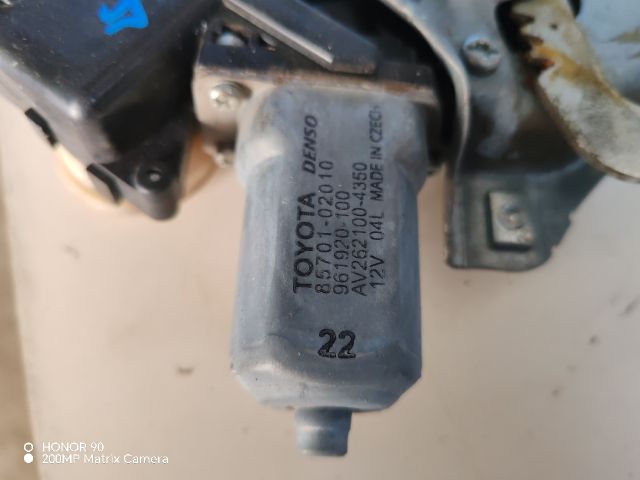 TOYOTA DENSO
85701-02010
961920-100
AV262100-4350
12V 04L MADE IN CZECH
22
HONOR 90
200MP Matrix Camera